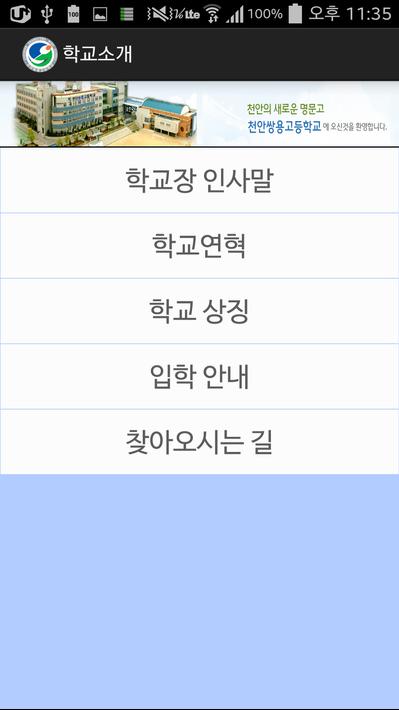 100 LTE 100% 오후 11:35
학교소개
천안의 새로운 명문고
천안쌍용고등학교 에 오신것을 환영합니다.
학교장 인사말
학교연혁
학교 상징
입학 안내
찾아오시는 길